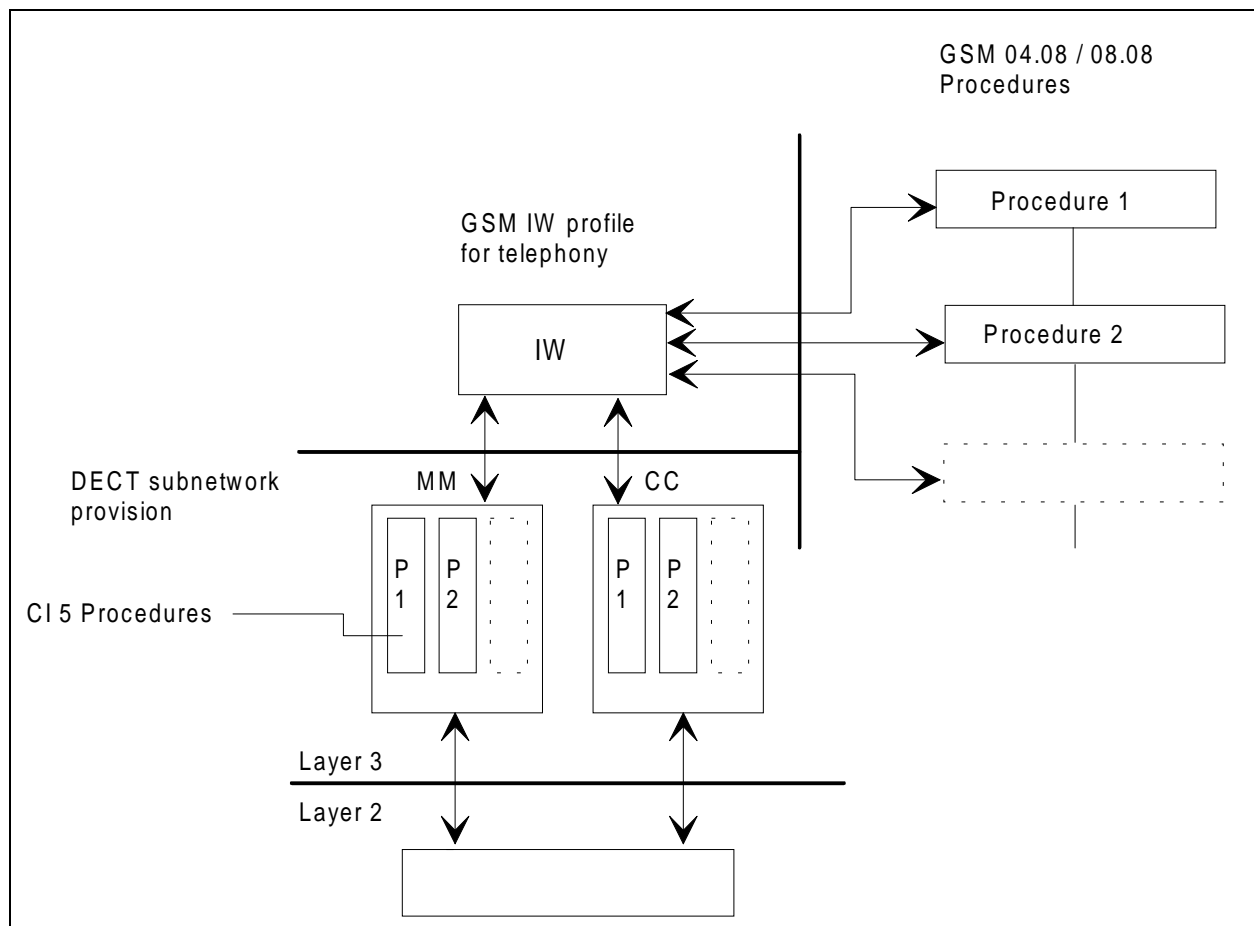 GSM 04.08 / 08.08
Procedures
Procedure 1
GSM IW profile
for telephony
IW
Procedure 2
DECT subnetwork
provision
MM
CC
P
1
P
2
P
1
P
2
CI 5 Procedures
Layer 3
Layer 2